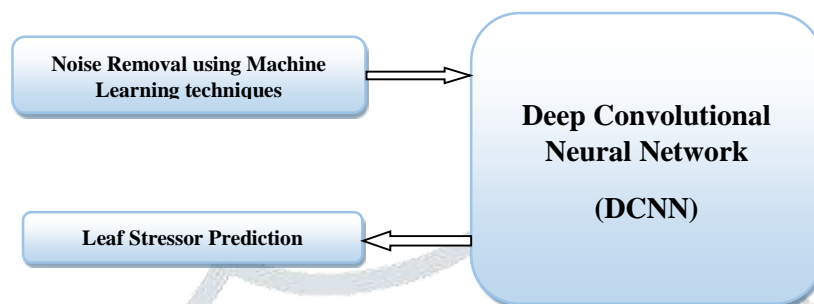 Noise Removal using Machine
Learning techniques
Deep Convolutional
Neural Network
(DCNN)
Leaf Stressor Prediction